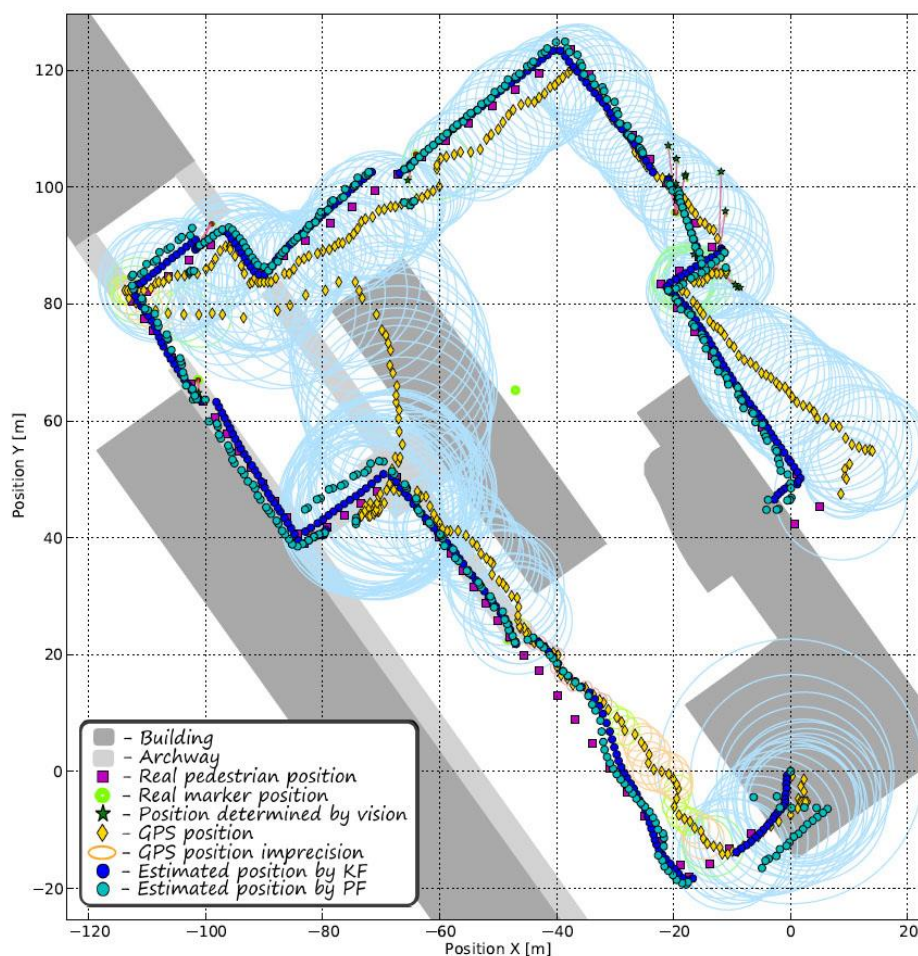 120
100
80
60
40
20
0
−20
Position Y [m]
– Building
– Archway
– Real pedestrian position
– Real marker position
– Position determined by vision
– GPS position
– GPS position imprecision
– Estimated position by KF
– Estimated position by PF
−120 −100 −80 −60 −40 −20 0 20
Position X [m]